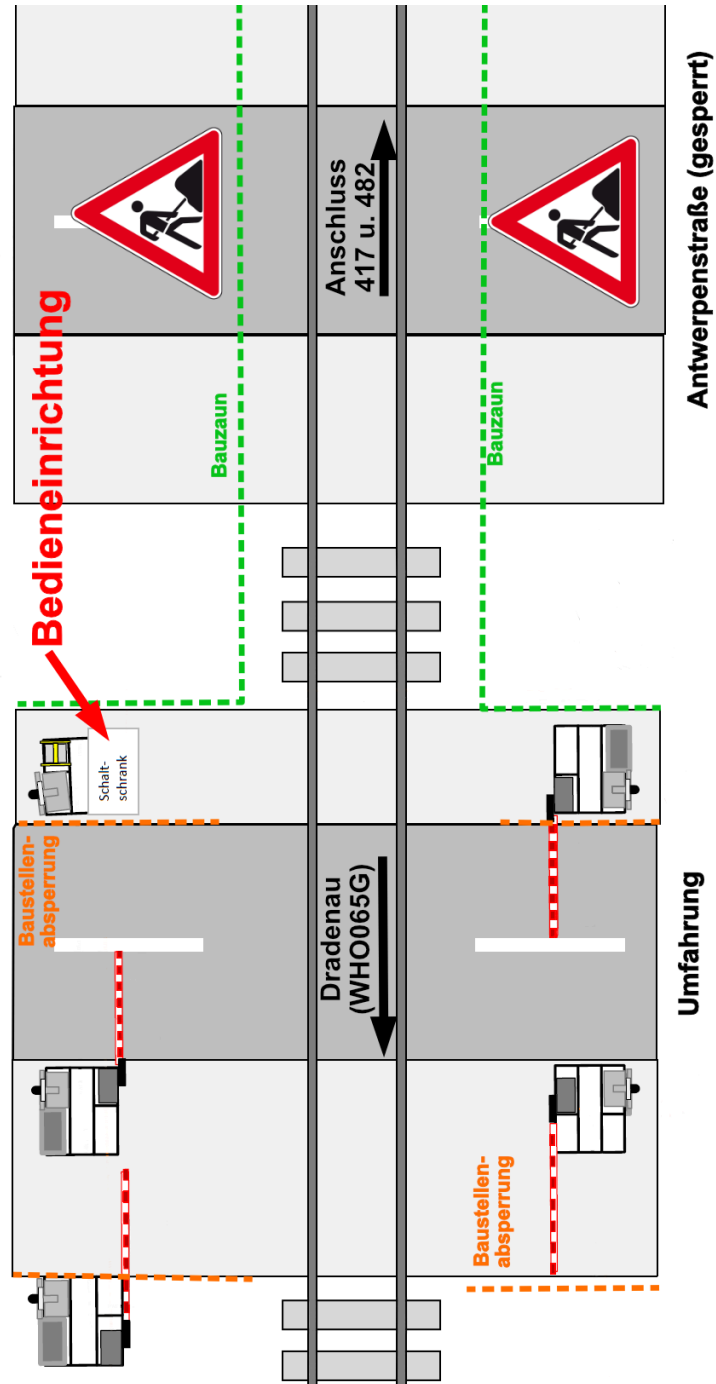 Antwerpenstraße (gesperrt)
Anschluss
417 u. 482
Bedieneinrichtung
Bauzaun
Bauzaun
Schalt-
schrank
Baustellen-
absperrung
Dradenau
(WHO065G)
Umfahrung
Baustellen-
absperrung